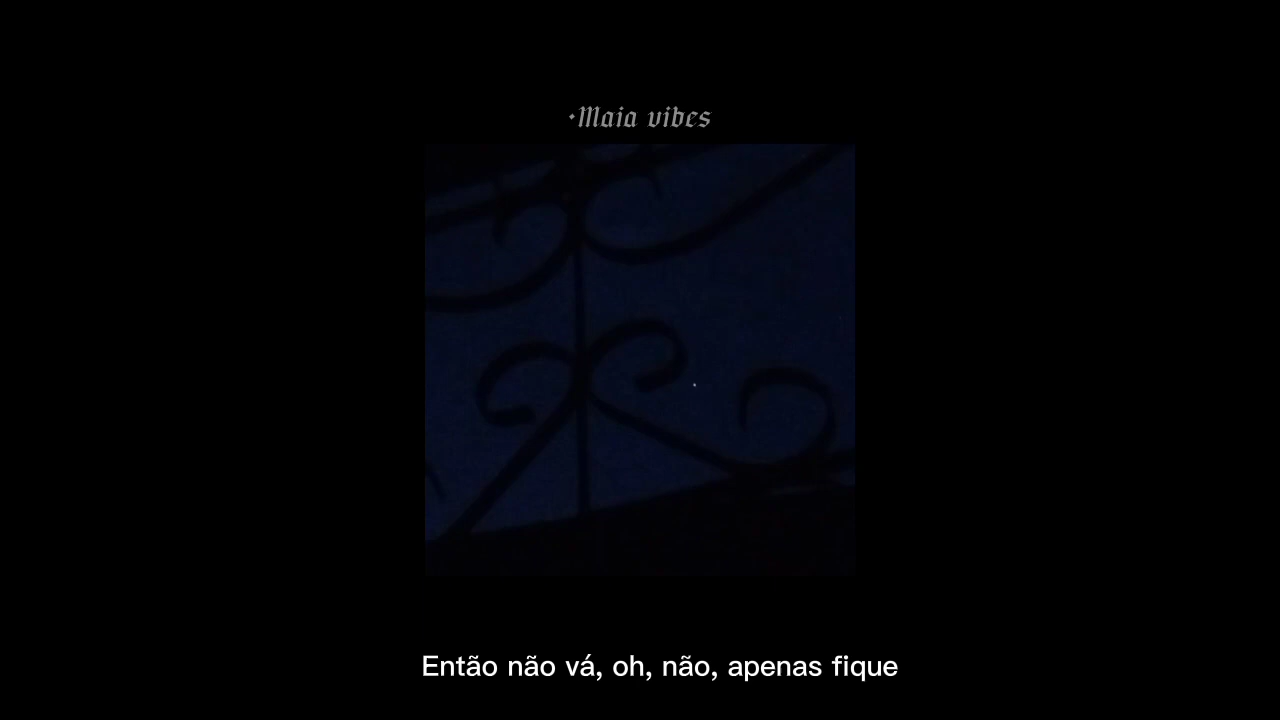 ·Maia vibes
Então não vá, oh, não, apenas fique